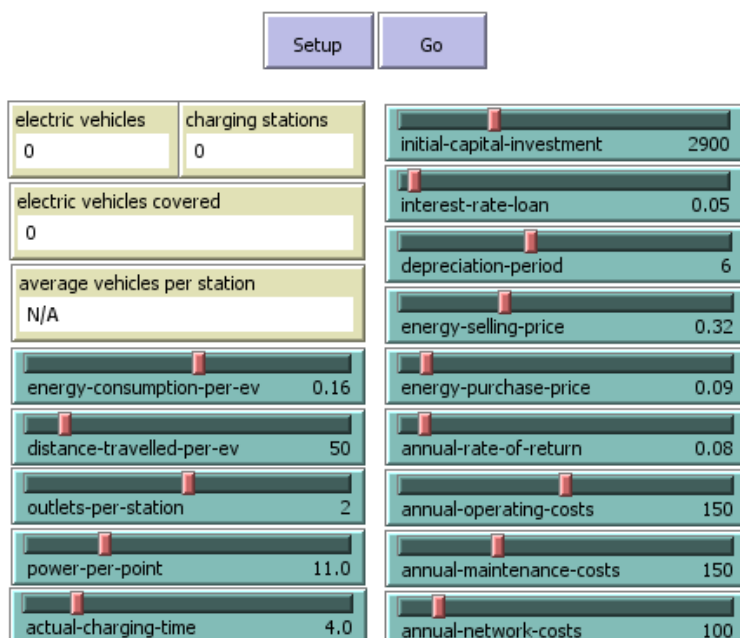 Setup Go
electric vehicles charging stations
0 0
electric vehicles covered
0
average vehicles per station
N/A
energy-consumption-per-ev 0.16
distance-travelled-per-ev 50
outlets-per-station 2
power-per-point 11.0
actual-charging-time 4.0
initial-capital-investment 2900
interest-rate-loan 0.05
depreciation-period 6
energy-selling-price 0.32
energy-purchase-price 0.09
annual-rate-of-return 0.08
annual-operating-costs 150
annual-maintenance-costs 150
annual-network-costs 100